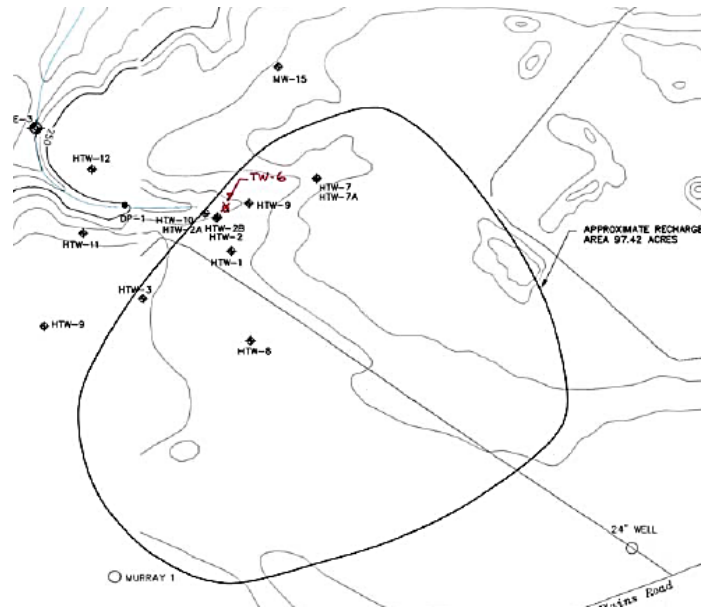 MW-15
E-3
250
HTW-12
TW-6
HTW-7
HTW-7A
HTW-9
DP-1
HTW-10
HTW-2A
HTW-2B
HTW-2
HTW-11
HTW-1
APPROXIMATE RECHARGE
AREA 97.42 ACRES
HTW-3
HTW-9
HTW-8
24" WELL
MURRAY 1
Road